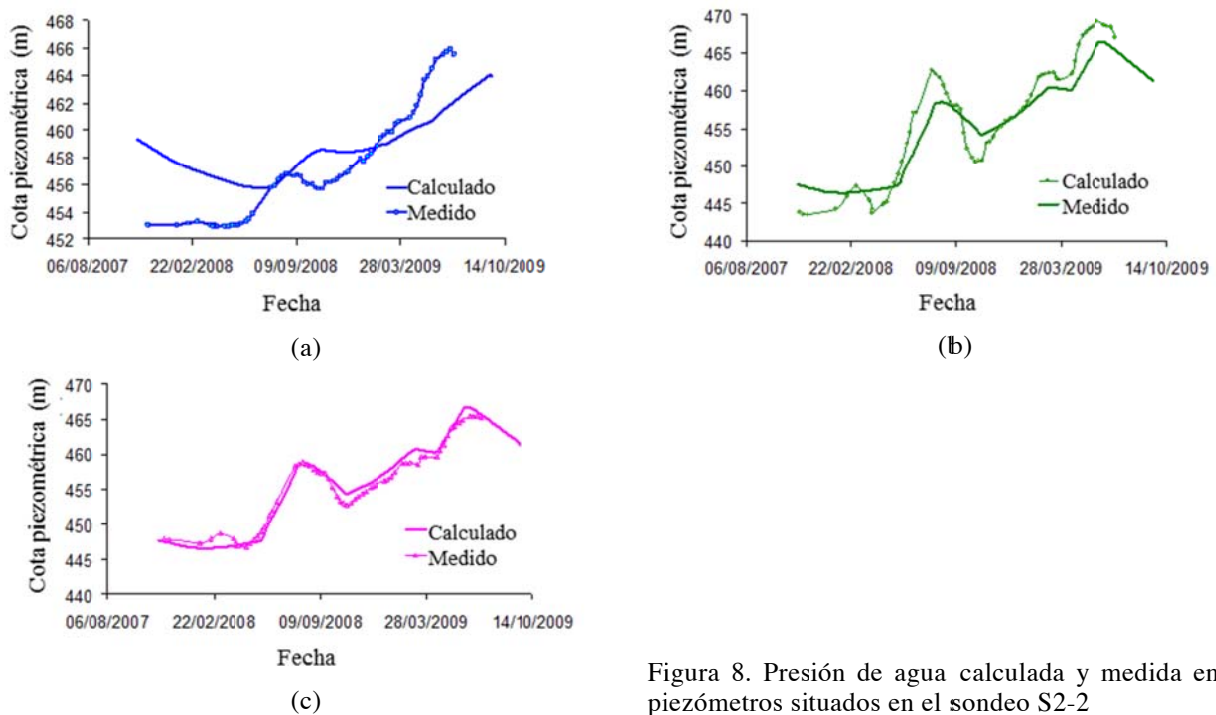 Cota piezométrica (m)
468
466
464
462
460
458
456
454
452
06/08/2007 22/02/2008 09/09/2008 28/03/2009 14/10/2009
Calculado
Medido
Fecha
(a)
Cota piezométrica (m)
470
465
460
455
450
445
440
06/08/2007 22/02/2008 09/09/2008 28/03/2009 14/10/2009
Calculado
Medido
Fecha
(b)
Cota piezométrica (m)
470
465
460
455
450
445
440
06/08/2007 22/02/2008 09/09/2008 28/03/2009 14/10/2009
Calculado
Medido
Fecha
(c)
Figura 8. Presión de agua calculada y medida en
piezómetros situados en el sondeo S2-2